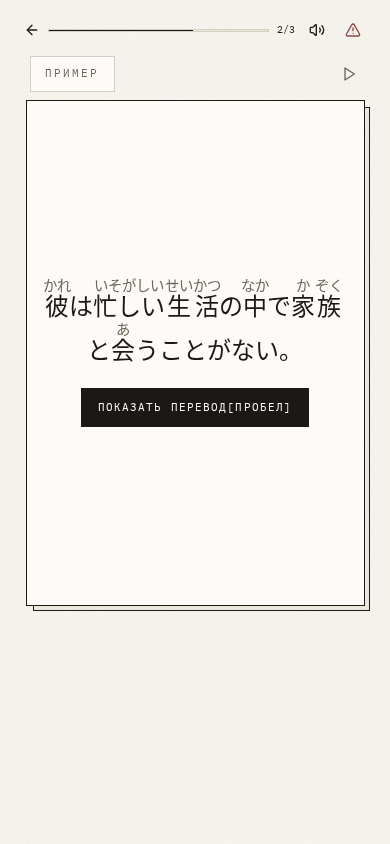 2/3
ПРИМЕР
かれ いそがしい せいかつ なか かぞく
彼は忙しい生活の中で家族
あ
と会うことがない。
ПОКАЗАТЬ ПЕРЕВОД[ПРОБЕЛ]